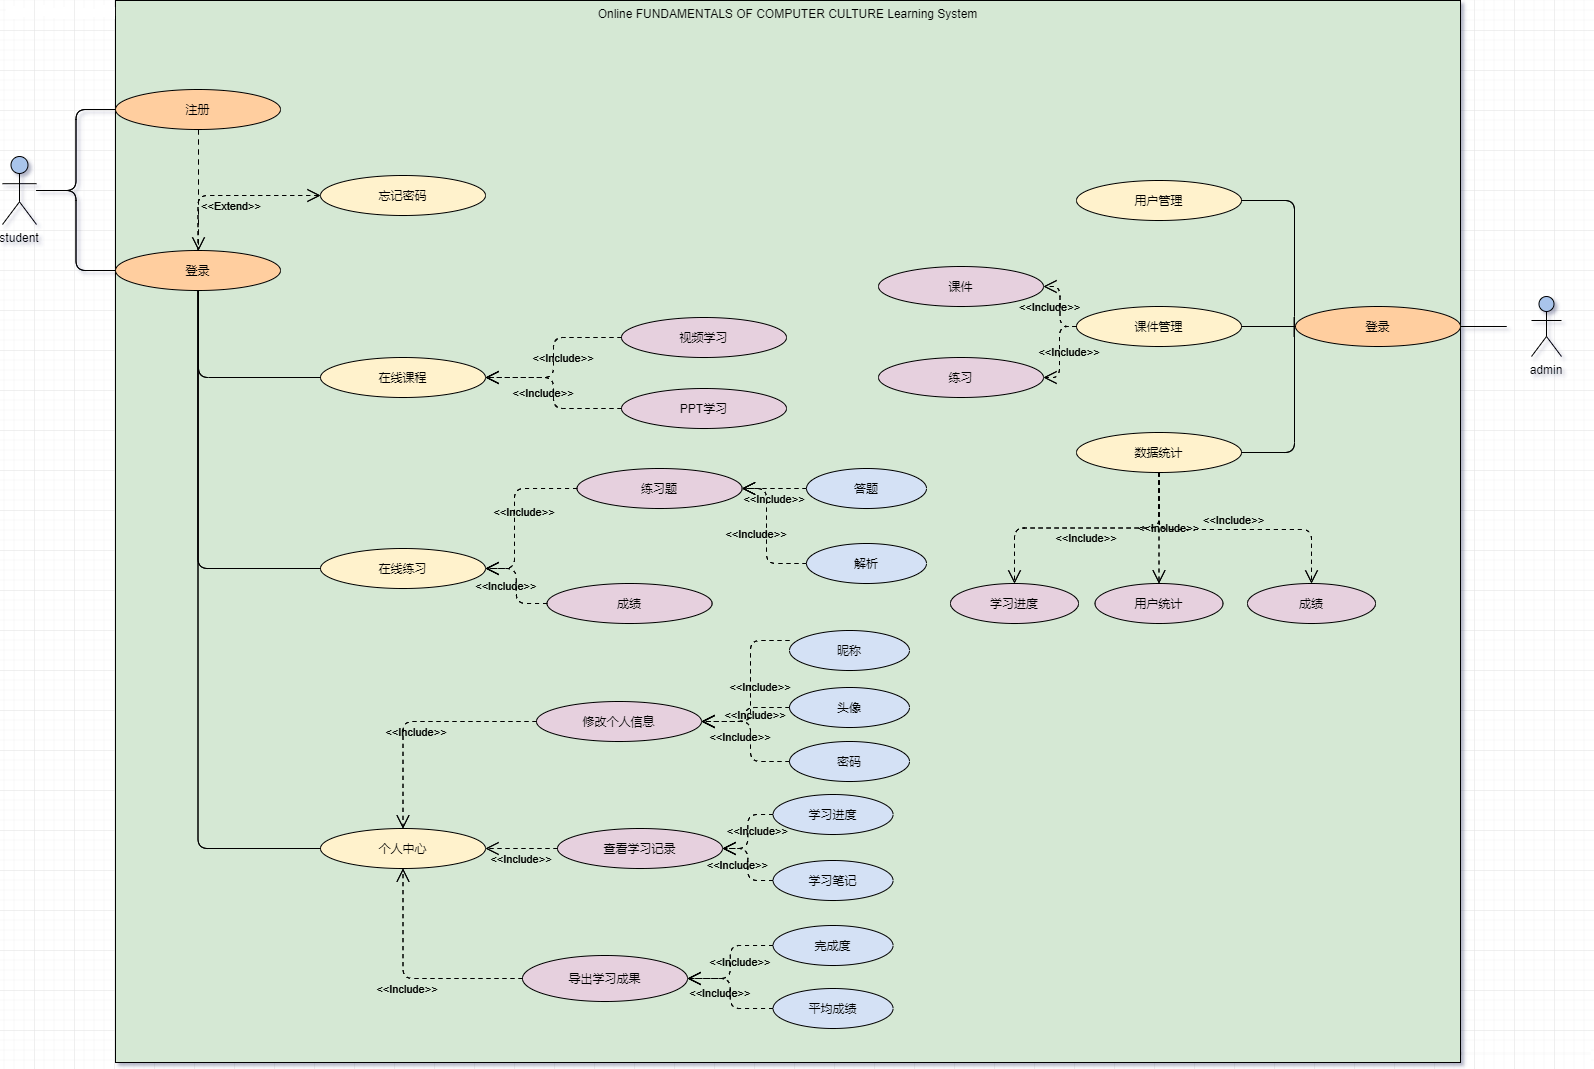 Online FUNDAMENTALS OF COMPUTER CULTURE Learning System
注册
student
忘记密码
<<Extend>>
登录
视频学习
<<Include>>
在线课程
<<Include>>
PPT学习
练习题
答题
<<Include>>
<<Include>>
<<Include>>
解析
在线练习
<<Include>>
成绩
昵称
<<Include>>
头像
<<Include>>
修改个人信息
<<Include>>
<<Include>>
密码
学习进度
<<Include>>
个人中心
查看学习记录
<<Include>>
<<Include>>
学习笔记
完成度
<<Include>>
导出学习成果
<<Include>>
<<Include>>
平均成绩
用户管理
课件
<<Include>>
课件管理
登录
admin
<<Include>>
练习
数据统计
<<Include>>
<<Include>>
<<Include>>
学习进度
用户统计
成绩